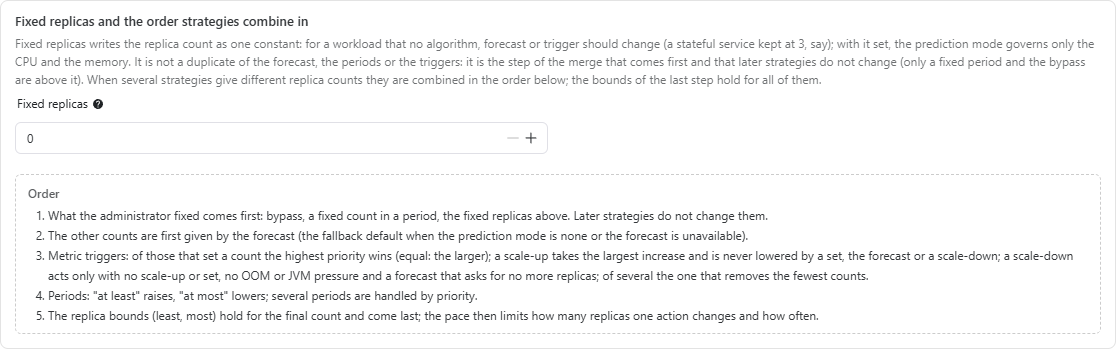 Fixed replicas and the order strategies combine in
Fixed replicas writes the replica count as one constant: for a workload that no algorithm, forecast or trigger should change (a stateful service kept at 3, say); with it set, the prediction mode governs only the
CPU and the memory. It is not a duplicate of the forecast, the periods or the triggers: it is the step of the merge that comes first and that later strategies do not change (only a fixed period and the bypass
are above it). When several strategies give different replica counts they are combined in the order below; the bounds of the last step hold for all of them.
Fixed replicas
0
Order
1. What the administrator fixed comes first: bypass, a fixed count in a period, the fixed replicas above. Later strategies do not change them.
2. The other counts are first given by the forecast (the fallback default when the prediction mode is none or the forecast is unavailable).
3. Metric triggers: of those that set a count the highest priority wins (equal: the larger); a scale-up takes the largest increase and is never lowered by a set, the forecast or a scale-down; a scale-down
acts only with no scale-up or set, no OOM or JVM pressure and a forecast that asks for no more replicas; of several the one that removes the fewest counts.
4. Periods: "at least" raises, "at most" lowers; several periods are handled by priority.
5. The replica bounds (least, most) hold for the final count and come last; the pace then limits how many replicas one action changes and how often.